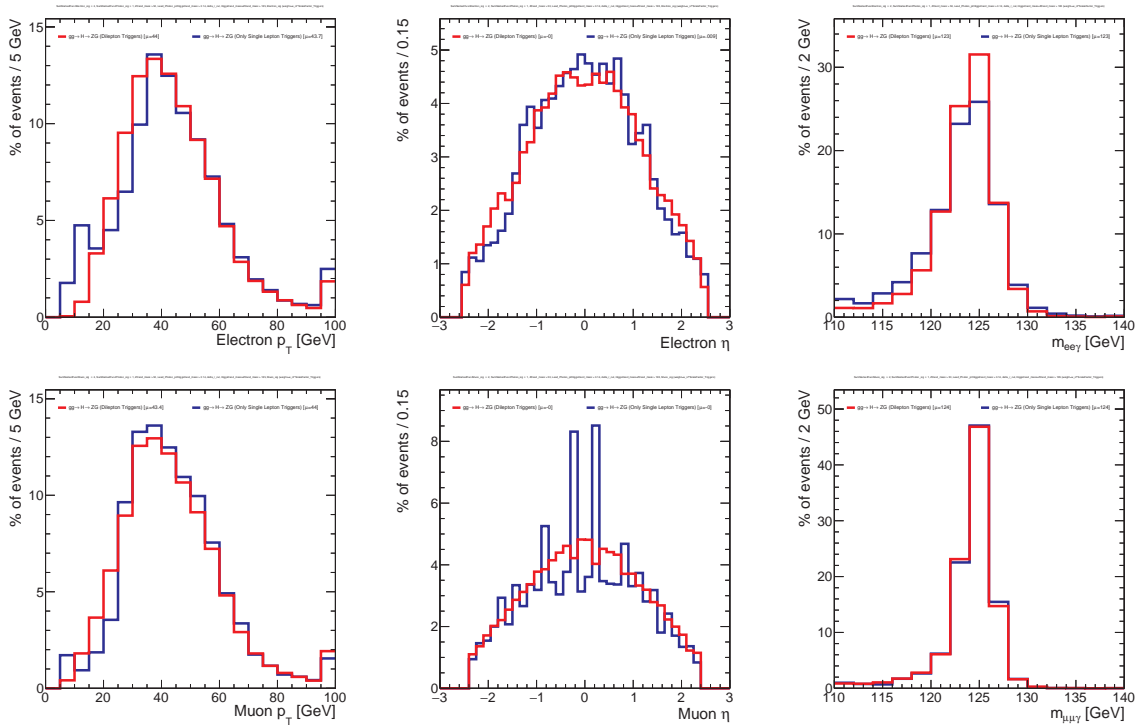 % of events / 5 GeV
gg→ H→ ZG (Dilepton Triggers) [μ=44]
gg→ H→ ZG (Only Single Lepton Triggers) [μ=43.7]
15
10
5
0
0 20 40 60 80 100
Electron pT [GeV]
% of events / 0.15
gg→ H→ ZG (Dilepton Triggers) [μ=-0]
gg→ H→ ZG (Only Single Lepton Triggers) [μ=.009]
5
4
3
2
1
0
−3 −2 −1 0 1 2 3
Electron η
% of events / 2 GeV
gg→ H→ ZG (Dilepton Triggers) [μ=123]
gg→ H→ ZG (Only Single Lepton Triggers) [μ=123]
30
20
10
0
110 115 120 125 130 135 140
meeγ [GeV]
% of events / 5 GeV
gg→ H→ ZG (Dilepton Triggers) [μ=43.4]
gg→ H→ ZG (Only Single Lepton Triggers) [μ=44]
15
10
5
0
0 20 40 60 80 100
Muon pT [GeV]
% of events / 0.15
gg→ H→ ZG (Dilepton Triggers) [μ=-0]
gg→ H→ ZG (Only Single Lepton Triggers) [μ=-0]
8
6
4
2
0
−3 −2 −1 0 1 2 3
Muon η
% of events / 2 GeV
gg→ H→ ZG (Dilepton Triggers) [μ=124]
gg→ H→ ZG (Only Single Lepton Triggers) [μ=124]
50
40
30
20
10
0
110 115 120 125 130 135 140
mμμγ [GeV]